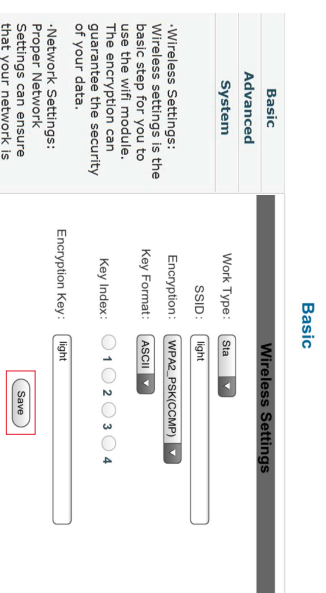 Basic
Basic
Advanced
System
·Wireless Settings:
Wireless settings is the
basic step for you to
use the wifi module.
The encryption can
guarantee the security
of your data.
·Network Settings:
Proper Network
Settings can ensure
that your network is
Wireless Settings
Work Type: Sta
SSID: light
Encryption: WPA2_PSK(CCMP)
Key Format: ASCII
Key Index: 1 2 3 4
Encryption Key: light
Save